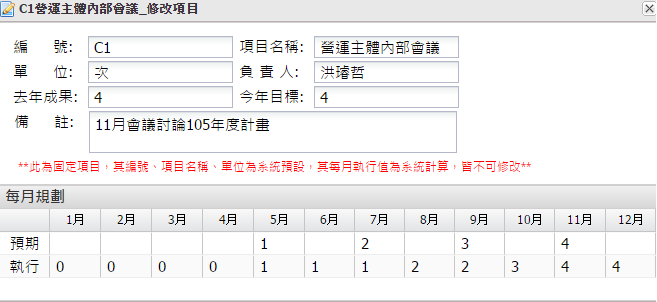 C1營運主體內部會議_修改項目
編 號: C1 項目名稱: 營運主體內部會議
單 位: 次 負 責 人: 洪璿哲
去年成果: 4 今年目標: 4
備 註: 11月會議討論105年度計畫
**此為固定項目，其編號、項目名稱、單位為系統預設，其每月執行值為系統計算，皆不可修改**
每月規劃
1月 2月 3月 4月 5月 6月 7月 8月 9月 10月 11月 12月
預期 1 2 3 4
執行 0 0 0 0 1 1 1 2 2 3 4 4